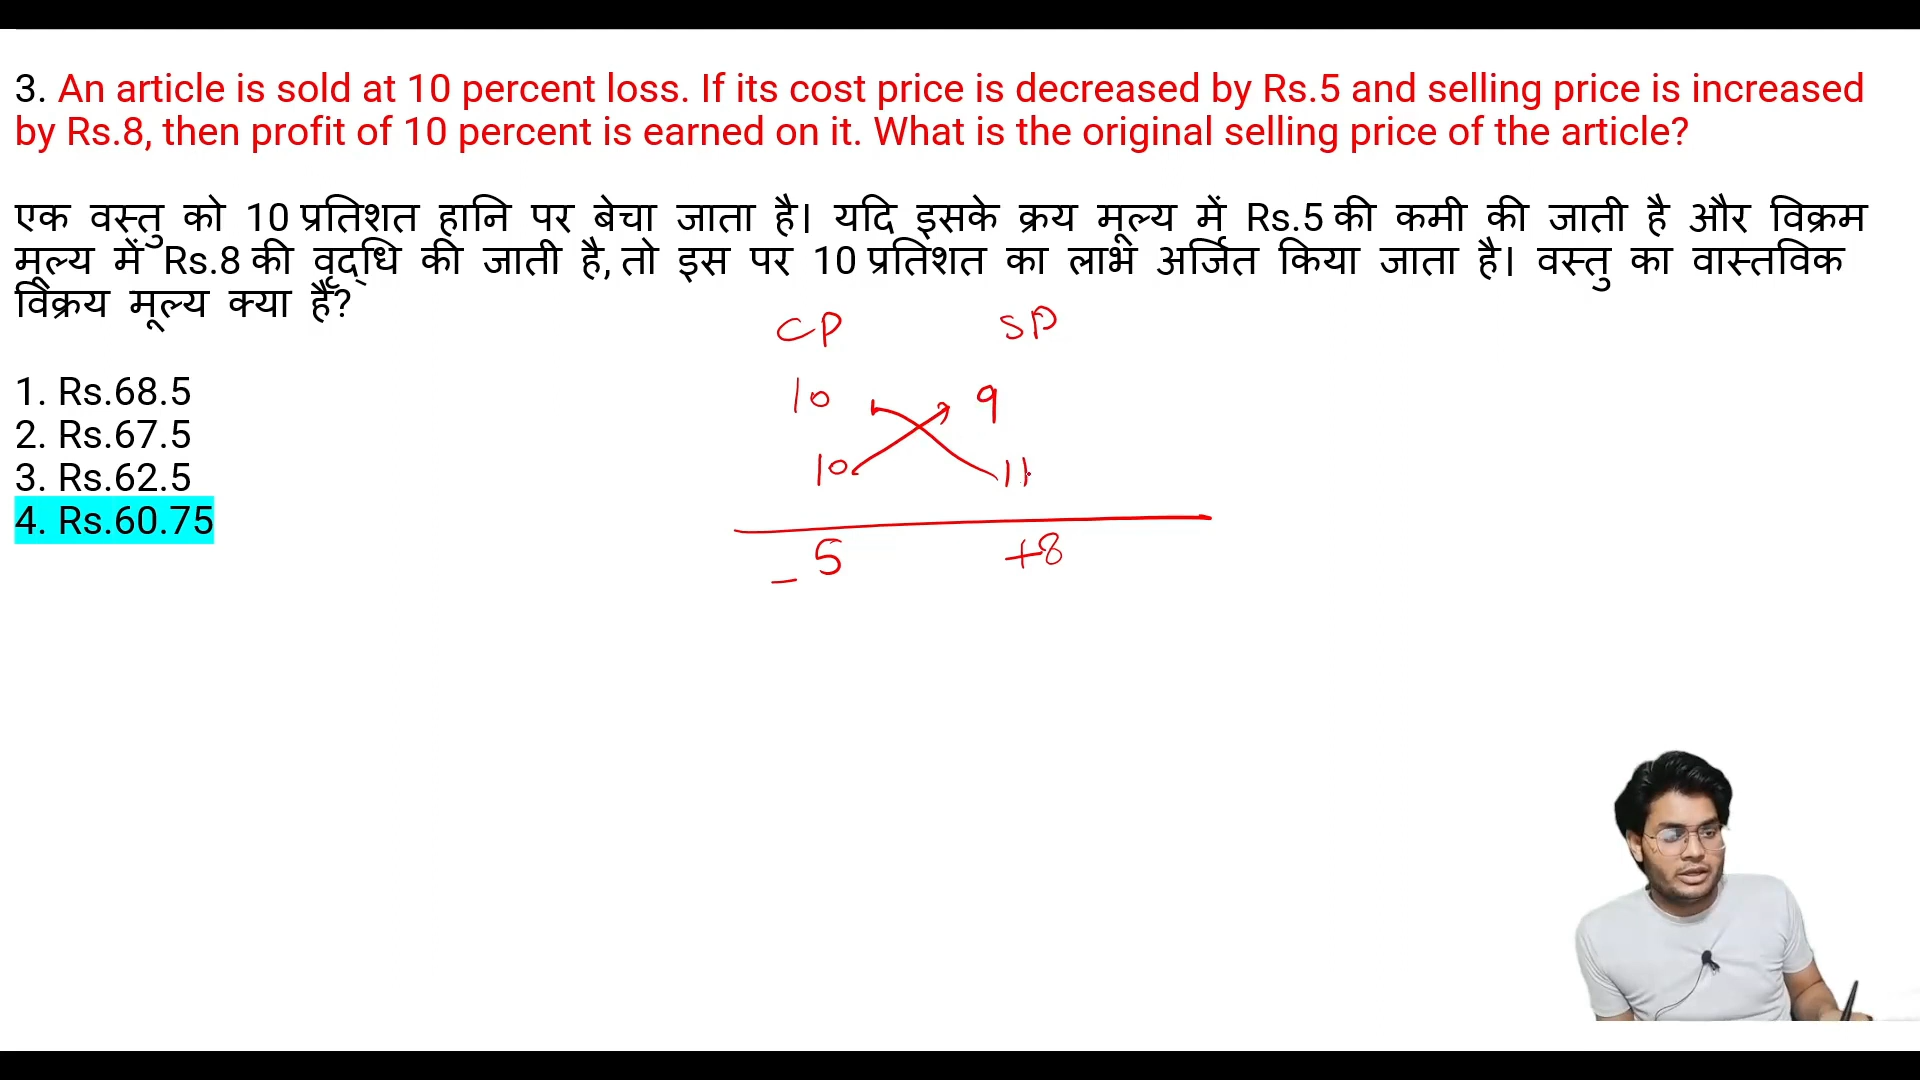 3. An article is sold at 10 percent loss. If its cost price is decreased by Rs.5 and selling price is increased
by Rs.8, then profit of 10 percent is earned on it. What is the original selling price of the article?
एक वस्तु को 10 प्रतिशत हानि पर बेचा जाता है। यदि इसके क्रय मूल्य में Rs.5 की कमी की जाती है और विक्रम
मूल्य में Rs.8 की वृद्धि की जाती है, तो इस पर 10 प्रतिशत का लाभ अर्जित किया जाता है। वस्तु का वास्तविक
विक्रय मूल्य क्या है?
CP SP
1. Rs.68.5
10 9
2. Rs.67.5
3. Rs.62.5
10 11
4. Rs.60.75
- 5 +8